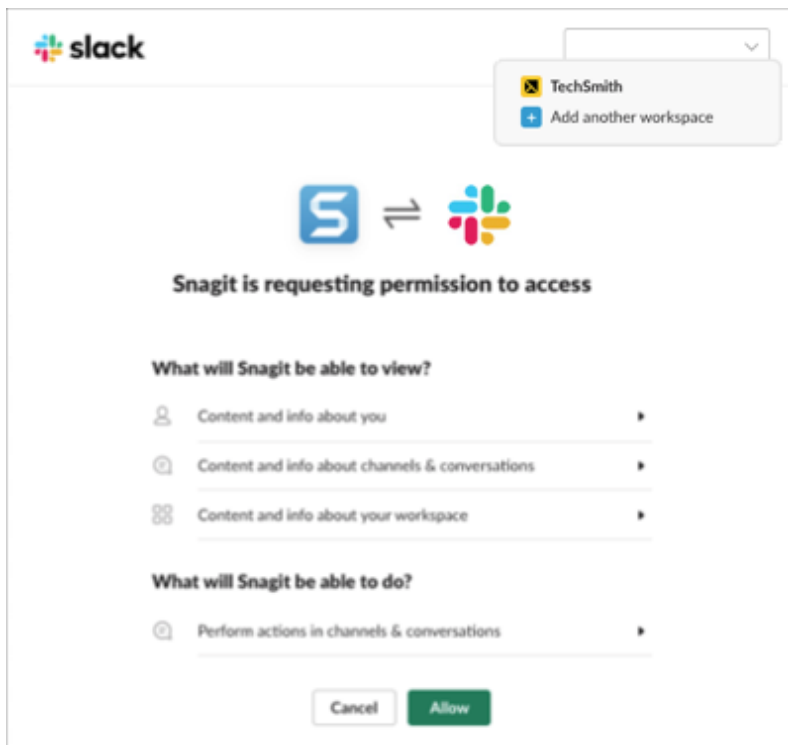 slack
TechSmith
Add another workspace
Snagit is requesting permission to access
What will Snagit be able to view?
Content and info about you
Content and info about channels & conversations
Content and info about your workspace
What will Snagit be able to do?
Perform actions in channels & conversations
Cancel Allow